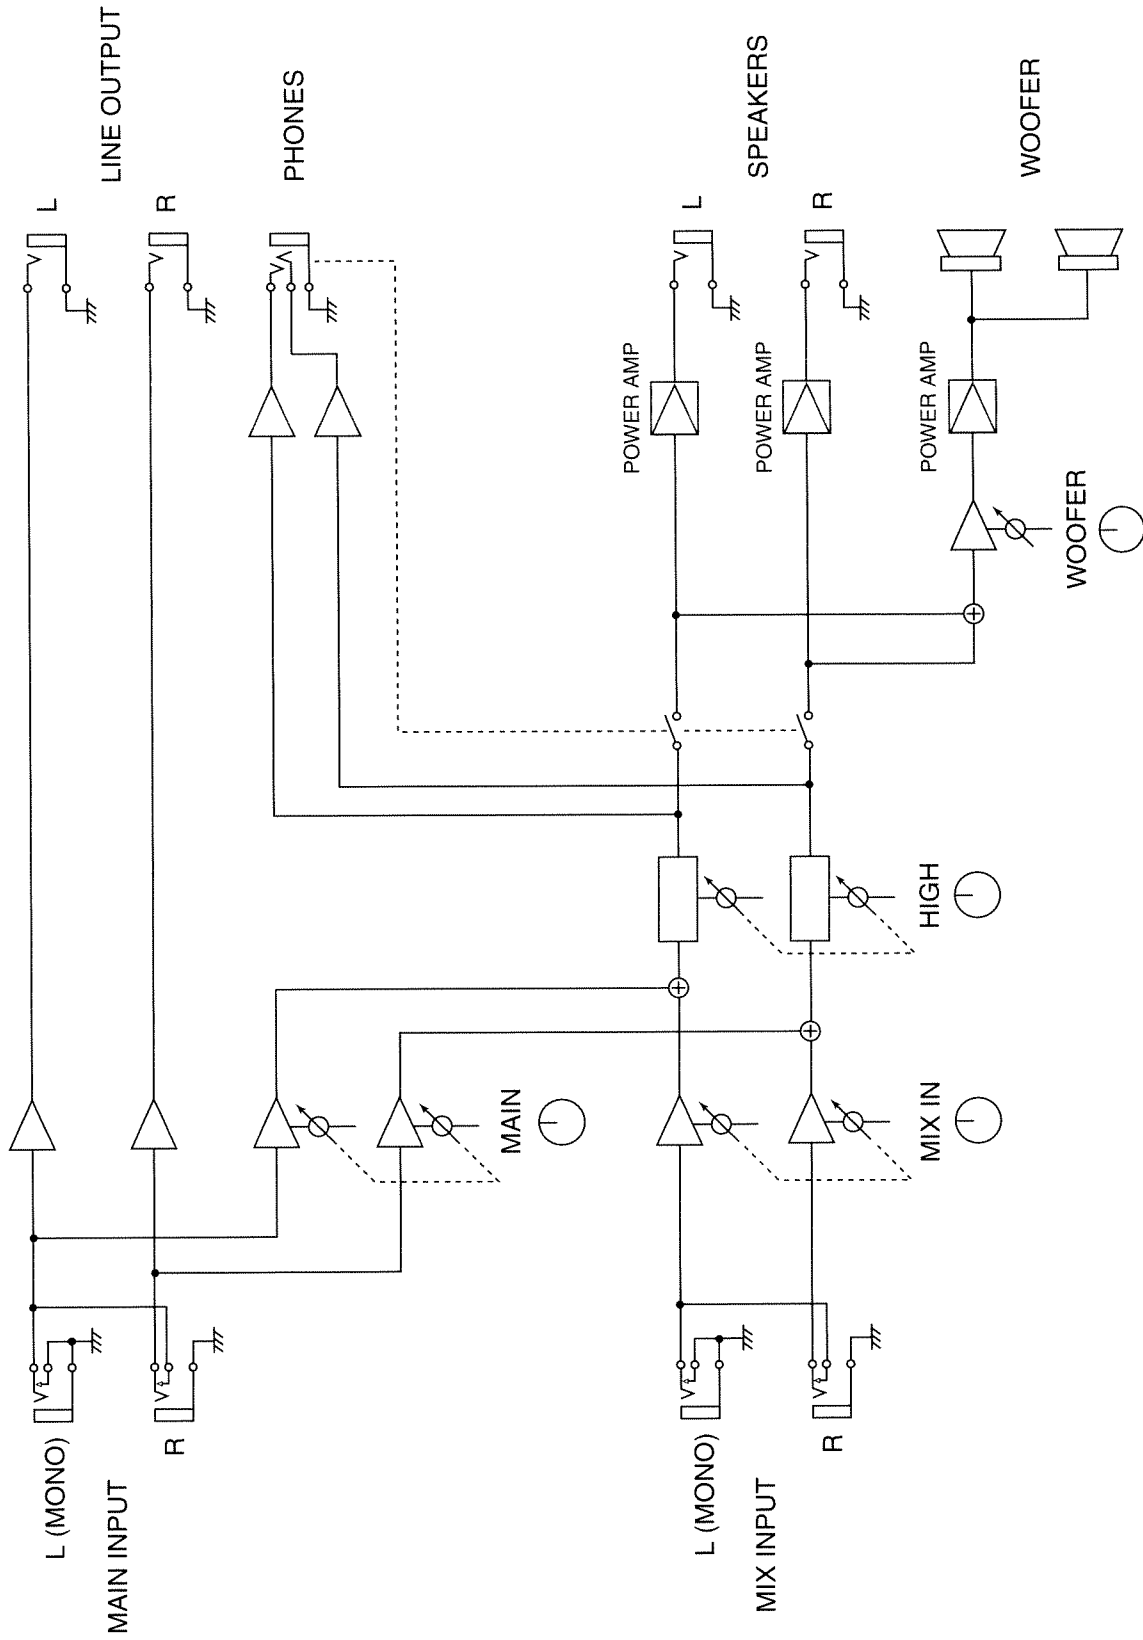 L (MONO)
MAIN INPUT
R
L (MONO)
MIX INPUT
R
MAIN
MIX IN
HIGH
WOOFER
POWER AMP
POWER AMP
POWER AMP
L
LINE OUTPUT
R
PHONES
L
SPEAKERS
R
WOOFER